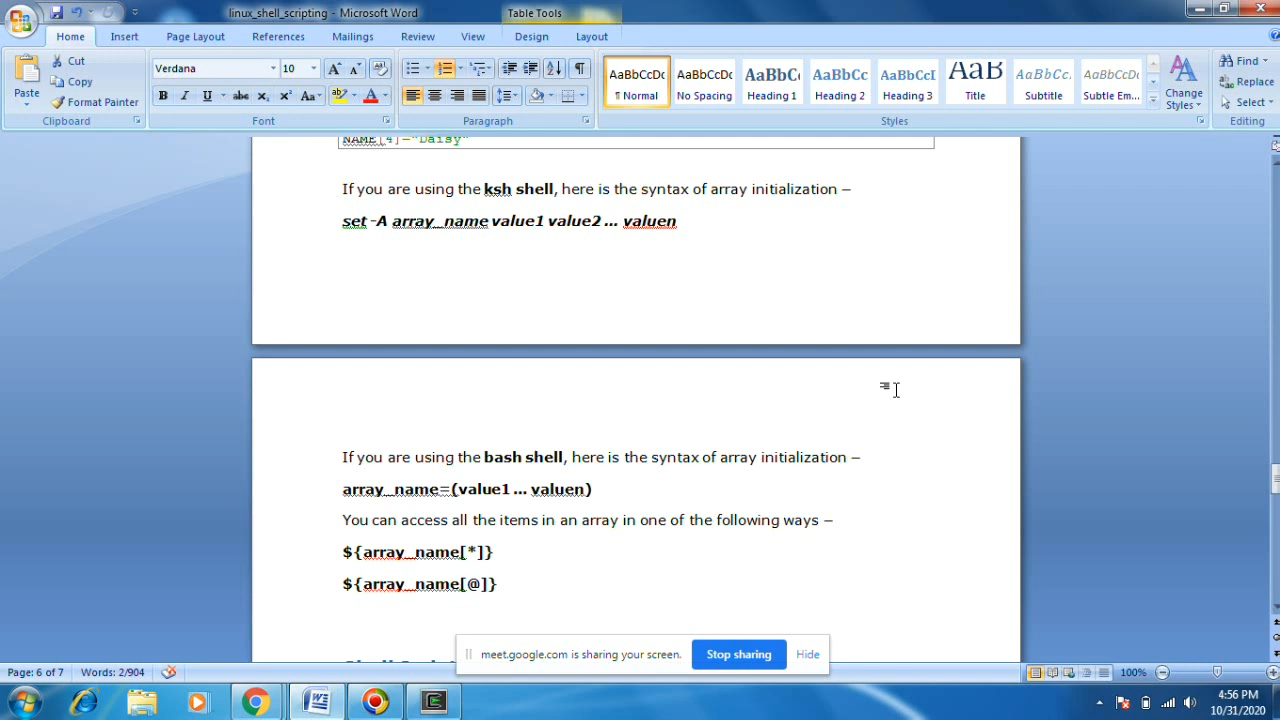 linux_shell_scripting - Microsoft Word
Table Tools
Home Insert Page Layout References Mailings Review View Design Layout
Paste
Cut
Copy
Format Painter
Clipboard
Verdana 10
Font
Paragraph
AaBbCcDc AaBbCcDc AaBbC AaBbCc AaBbCcI AaB AaBbCc. AaBbCcDc
¶ Normal No Spacing Heading 1 Heading 2 Heading 3 Title Subtitle Subtle Em...
Change Styles
Styles
Find
Replace
Select
Editing
NAME[4]="Daisy"
If you are using the ksh shell, here is the syntax of array initialization –
set -A array_name value1 value2 ... valuen
If you are using the bash shell, here is the syntax of array initialization –
array_name=(value1 ... valuen)
You can access all the items in an array in one of the following ways –
${array_name[*]}
${array_name[@]}
meet.google.com is sharing your screen. Stop sharing Hide
Page: 6 of 7 Words: 2/904 100%
4:56 PM
10/31/2020